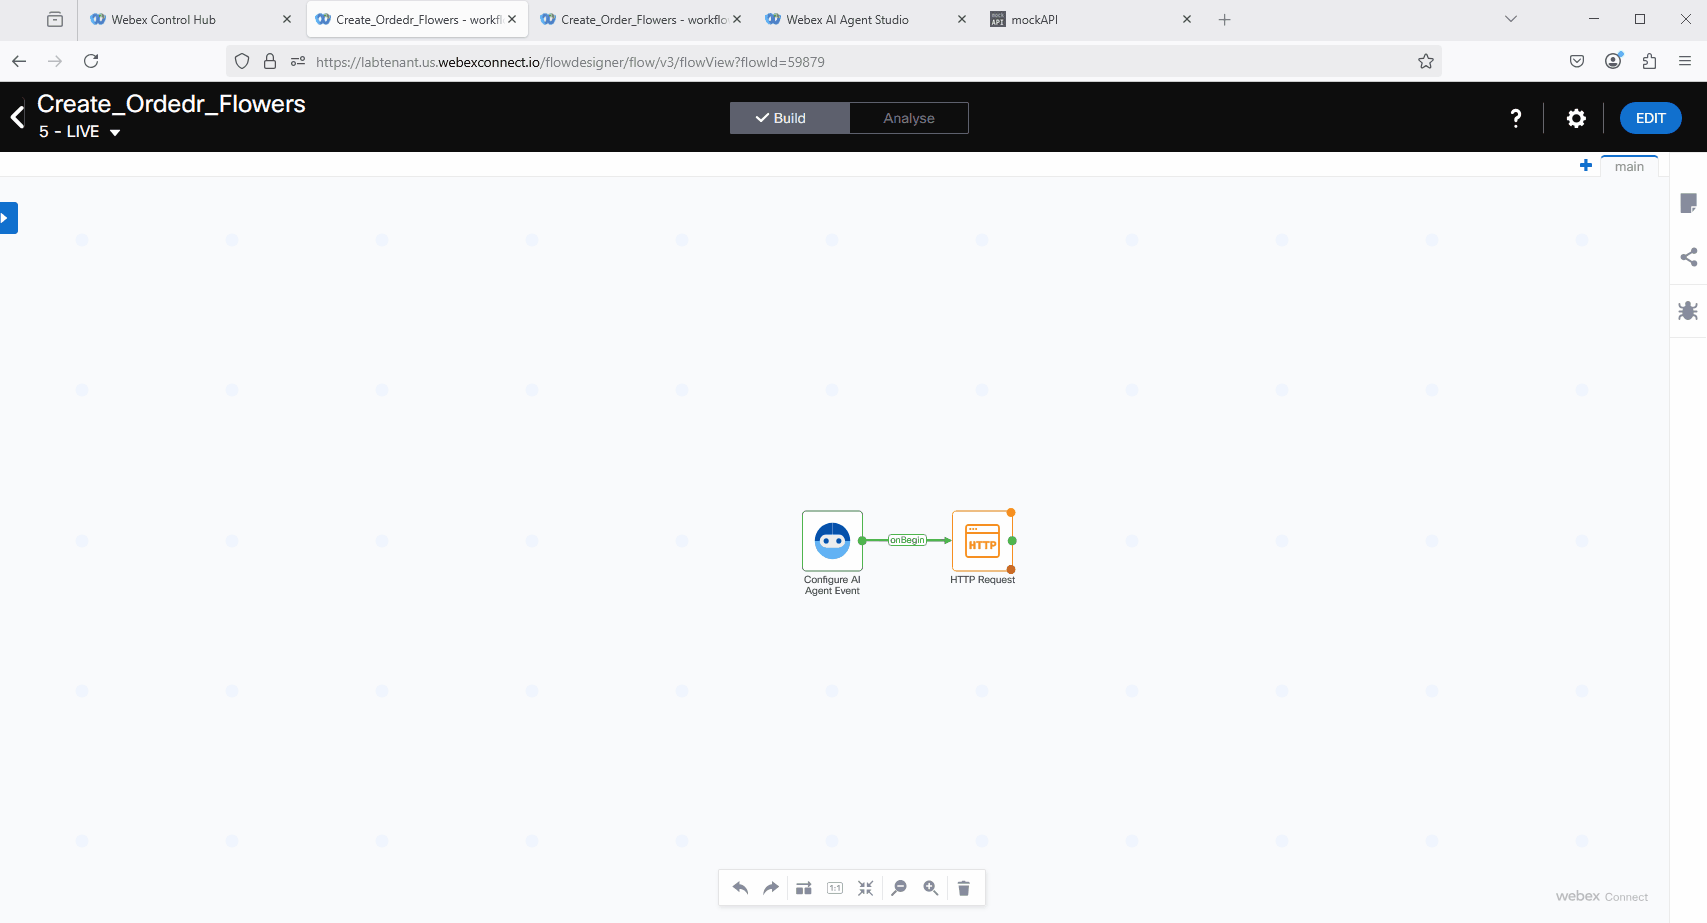 Webex Control Hub
Create_Ordedr_Flowers - workfl
Create_Order_Flowers - workflo
Webex AI Agent Studio
mock API
mockAPI
https://labtenant.us.webexconnect.io/flowdesigner/flow/v3/flowView?flowId=59879
Create_Ordedr_Flowers
5 - LIVE
Build
Analyse
?
EDIT
main
onBegin
HTTP
Configure AI
Agent Event
HTTP Request
1:1
webex Connect